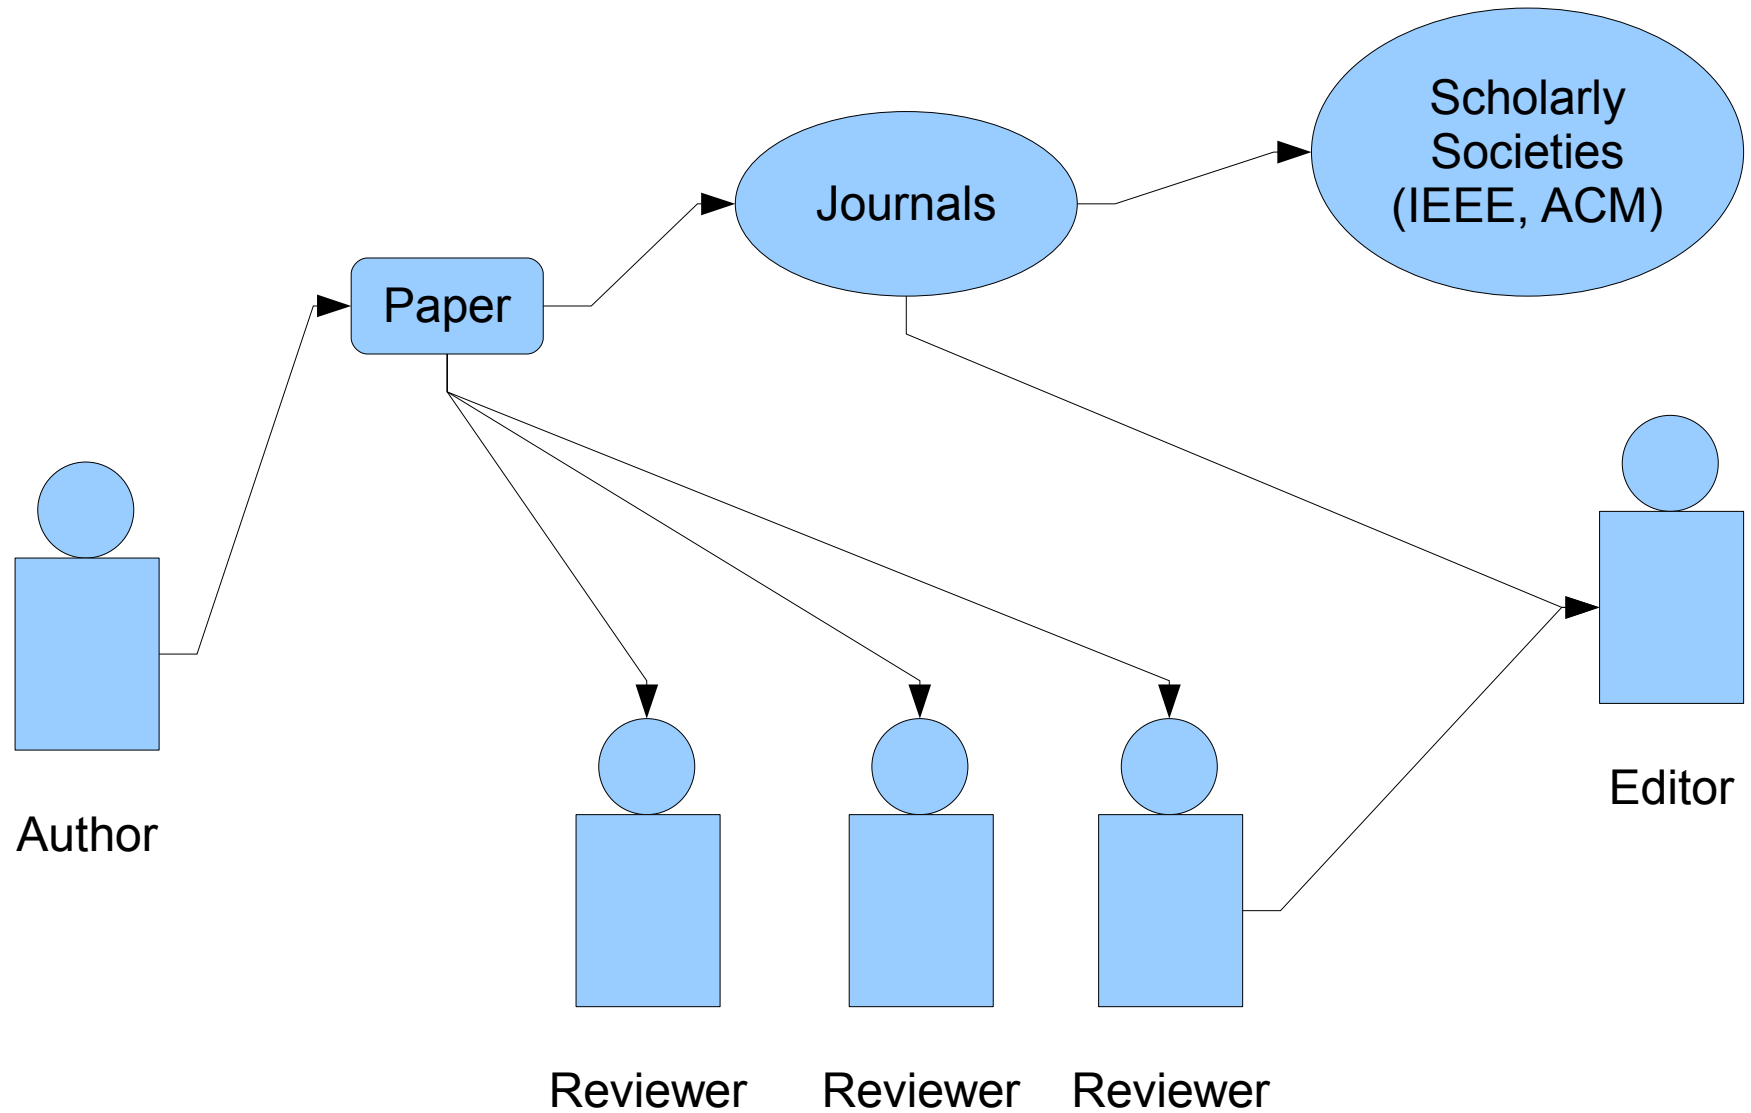 Scholarly
Societies
(IEEE, ACM)
Journals
Paper
Editor
Author
Reviewer
Reviewer
Reviewer